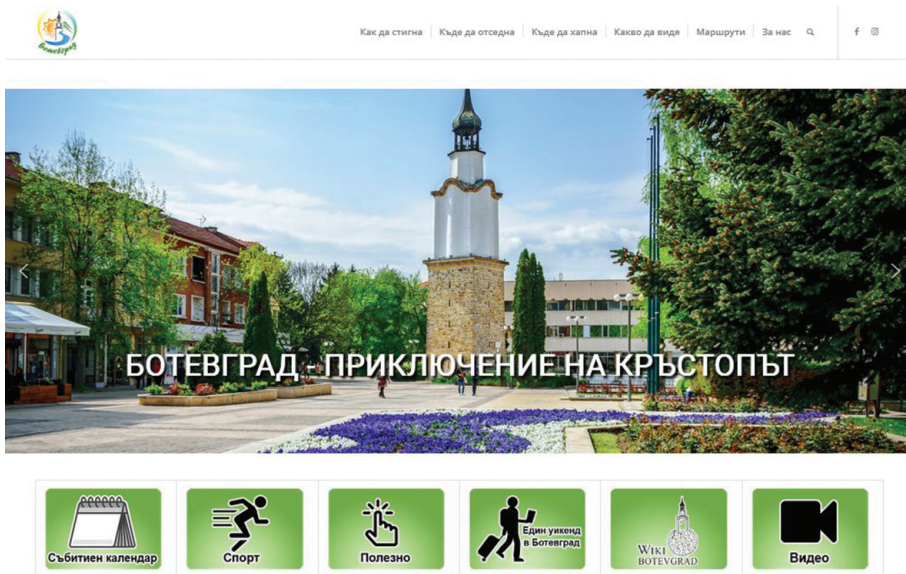 Ботевград
Как да стигна
Къде да отседна
Къде да хапна
Какво да видя
Маршрути
За нас
БОТЕВГРАД - ПРИКЛЮЧЕНИЕ НА КРЪСТОПЪТ
Събитиен календар
Спорт
Полезно
Един уикенд
в Ботевград
WIKI
BOTEVGRAD
Видео